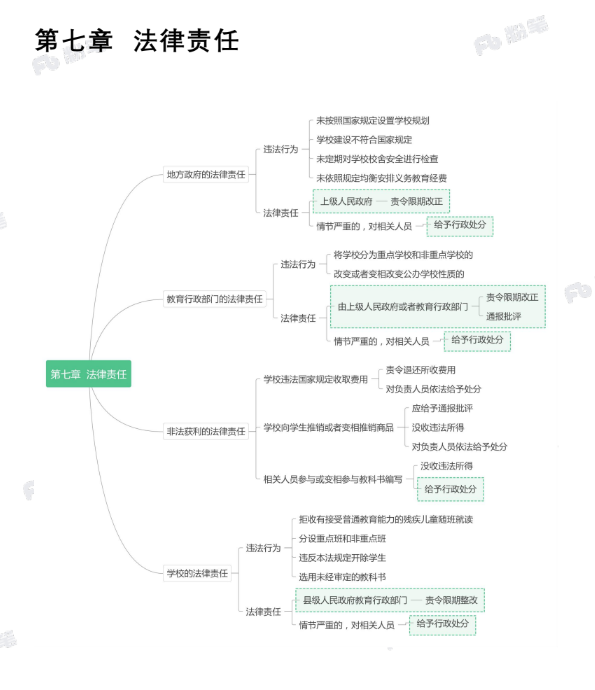 第七章 法律责任
Fb 粉笔
Fb 粉笔
未按照国家规定设置学校规划
学校建设不符合国家规定
违法行为
未定期对学校校舍安全进行检查
未依照规定均衡安排义务教育经费
地方政府的法律责任
上级人民政府
责令限期改正
法律责任
情节严重的，对相关人员
给予行政处分
将学校分为重点学校和非重点学校的
违法行为
改变或者变相改变公办学校性质的
教育行政部门的法律责任
责令限期改正
由上级人民政府或者教育行政部门
法律责任
通报批评
情节严重的，对相关人员
给予行政处分
第七章 法律责任
责令退还所收费用
学校违法国家规定收取费用
对负责人员依法给予处分
应给予通报批评
非法获利的法律责任
学校向学生推销或者变相推销商品
没收违法所得
对负责人员依法给予处分
没收违法所得
相关人员参与或变相参与教科书编写
给予行政处分
拒收有接受普通教育能力的残疾儿童随班就读
分设重点班和非重点班
违法行为
违反本法规定开除学生
选用未经审定的教科书
学校的法律责任
县级人民政府教育行政部门
责令限期整改
法律责任
情节严重的，对相关人员
给予行政处分